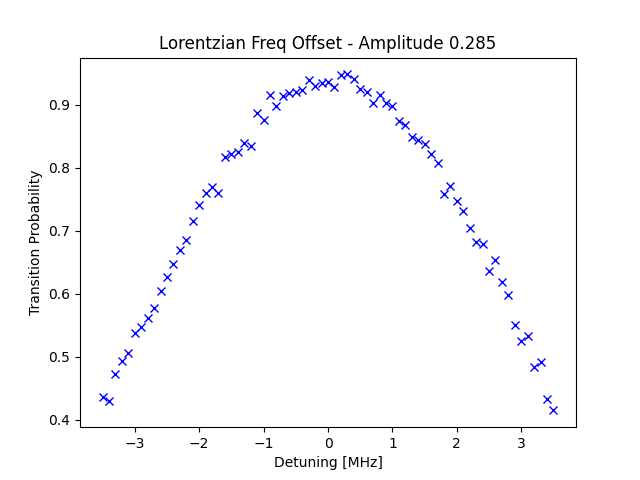 Lorentzian Freq Offset - Amplitude 0.285
0.9
0.8
0.7
0.6
0.5
0.4
Transition Probability
−3 −2 −1 0 1 2 3
Detuning [MHz]